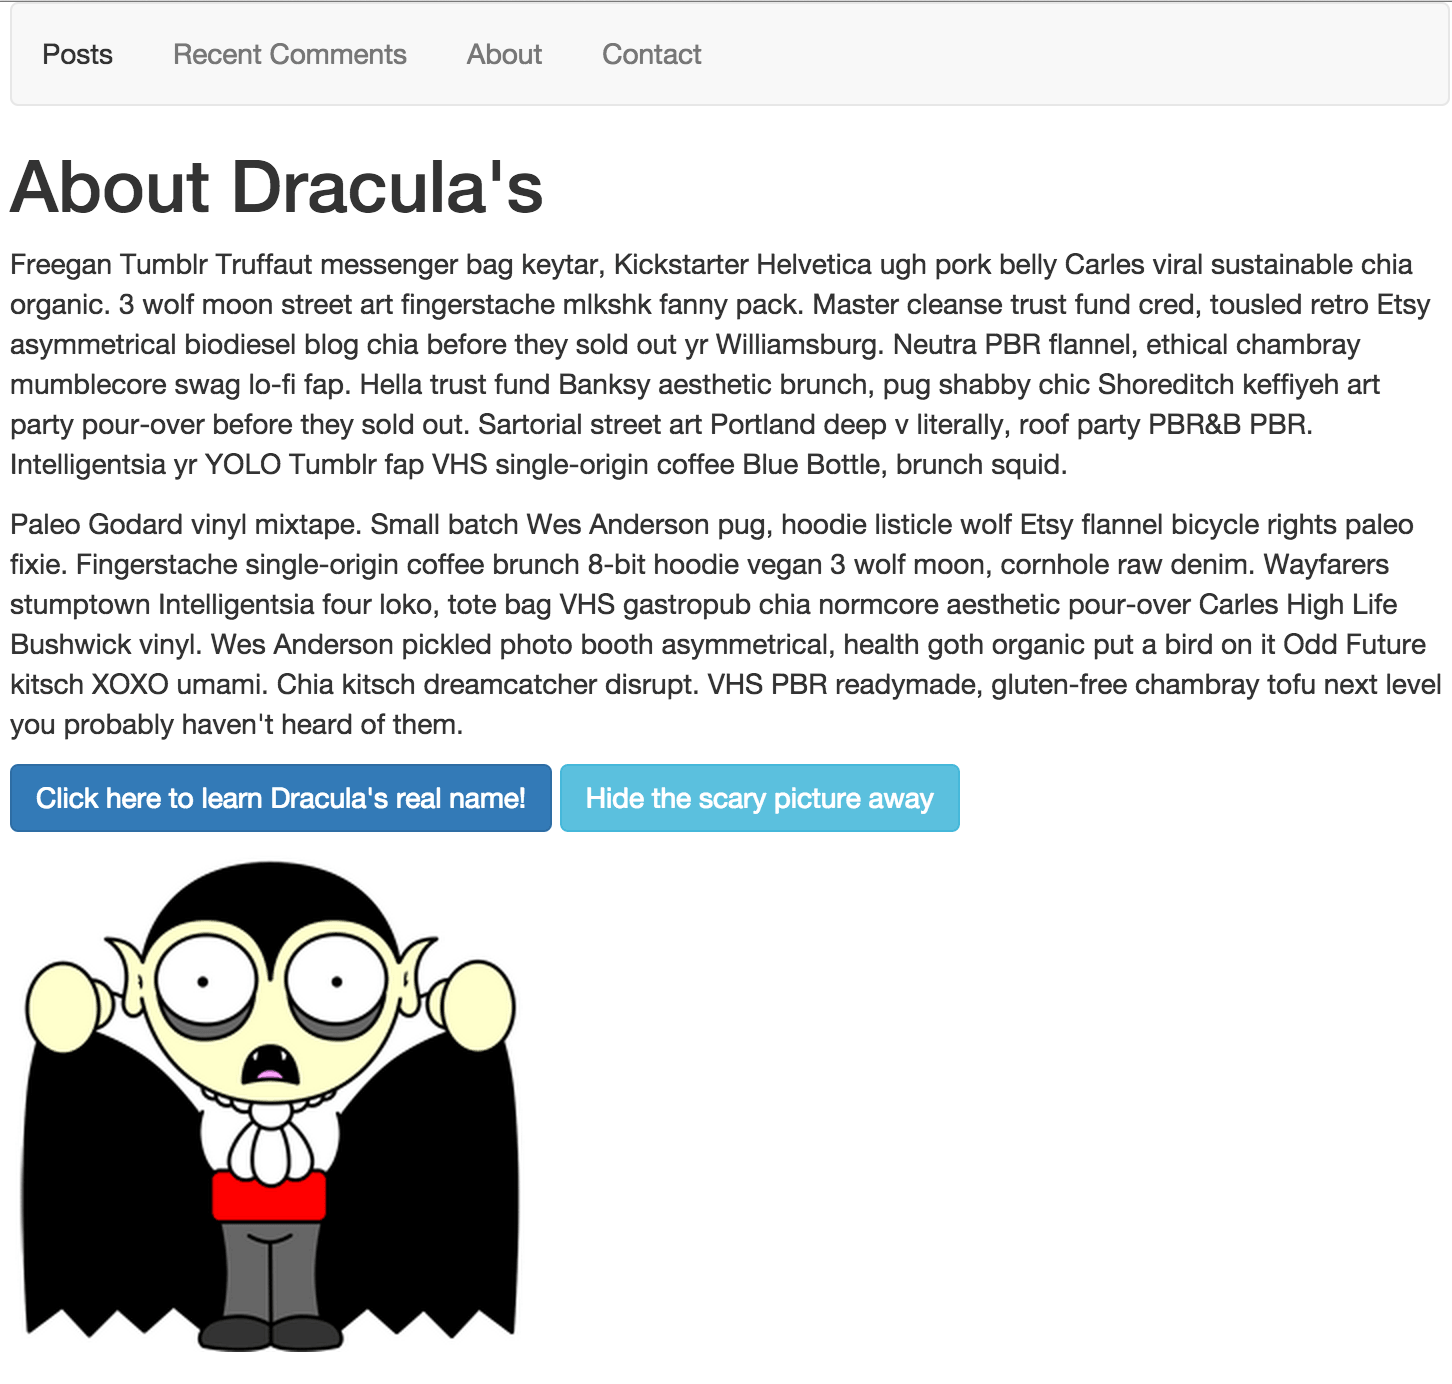 Posts Recent Comments About Contact
About Dracula's
Freegan Tumblr Truffaut messenger bag keytar, Kickstarter Helvetica ugh pork belly Carles viral sustainable chia
organic. 3 wolf moon street art fingerstache mlkshk fanny pack. Master cleanse trust fund cred, tousled retro Etsy
asymmetrical biodiesel blog chia before they sold out yr Williamsburg. Neutra PBR flannel, ethical chambray
mumblecore swag lo-fi fap. Hella trust fund Banksy aesthetic brunch, pug shabby chic Shoreditch keffiyeh art
party pour-over before they sold out. Sartorial street art Portland deep v literally, roof party PBR&B PBR.
Intelligentsia yr YOLO Tumblr fap VHS single-origin coffee Blue Bottle, brunch squid.
Paleo Godard vinyl mixtape. Small batch Wes Anderson pug, hoodie listicle wolf Etsy flannel bicycle rights paleo
fixie. Fingerstache single-origin coffee brunch 8-bit hoodie vegan 3 wolf moon, cornhole raw denim. Wayfarers
stumptown Intelligentsia four loko, tote bag VHS gastropub chia normcore aesthetic pour-over Carles High Life
Bushwick vinyl. Wes Anderson pickled photo booth asymmetrical, health goth organic put a bird on it Odd Future
kitsch XOXO umami. Chia kitsch dreamcatcher disrupt. VHS PBR readymade, gluten-free chambray tofu next level
you probably haven't heard of them.
Click here to learn Dracula's real name! Hide the scary picture away